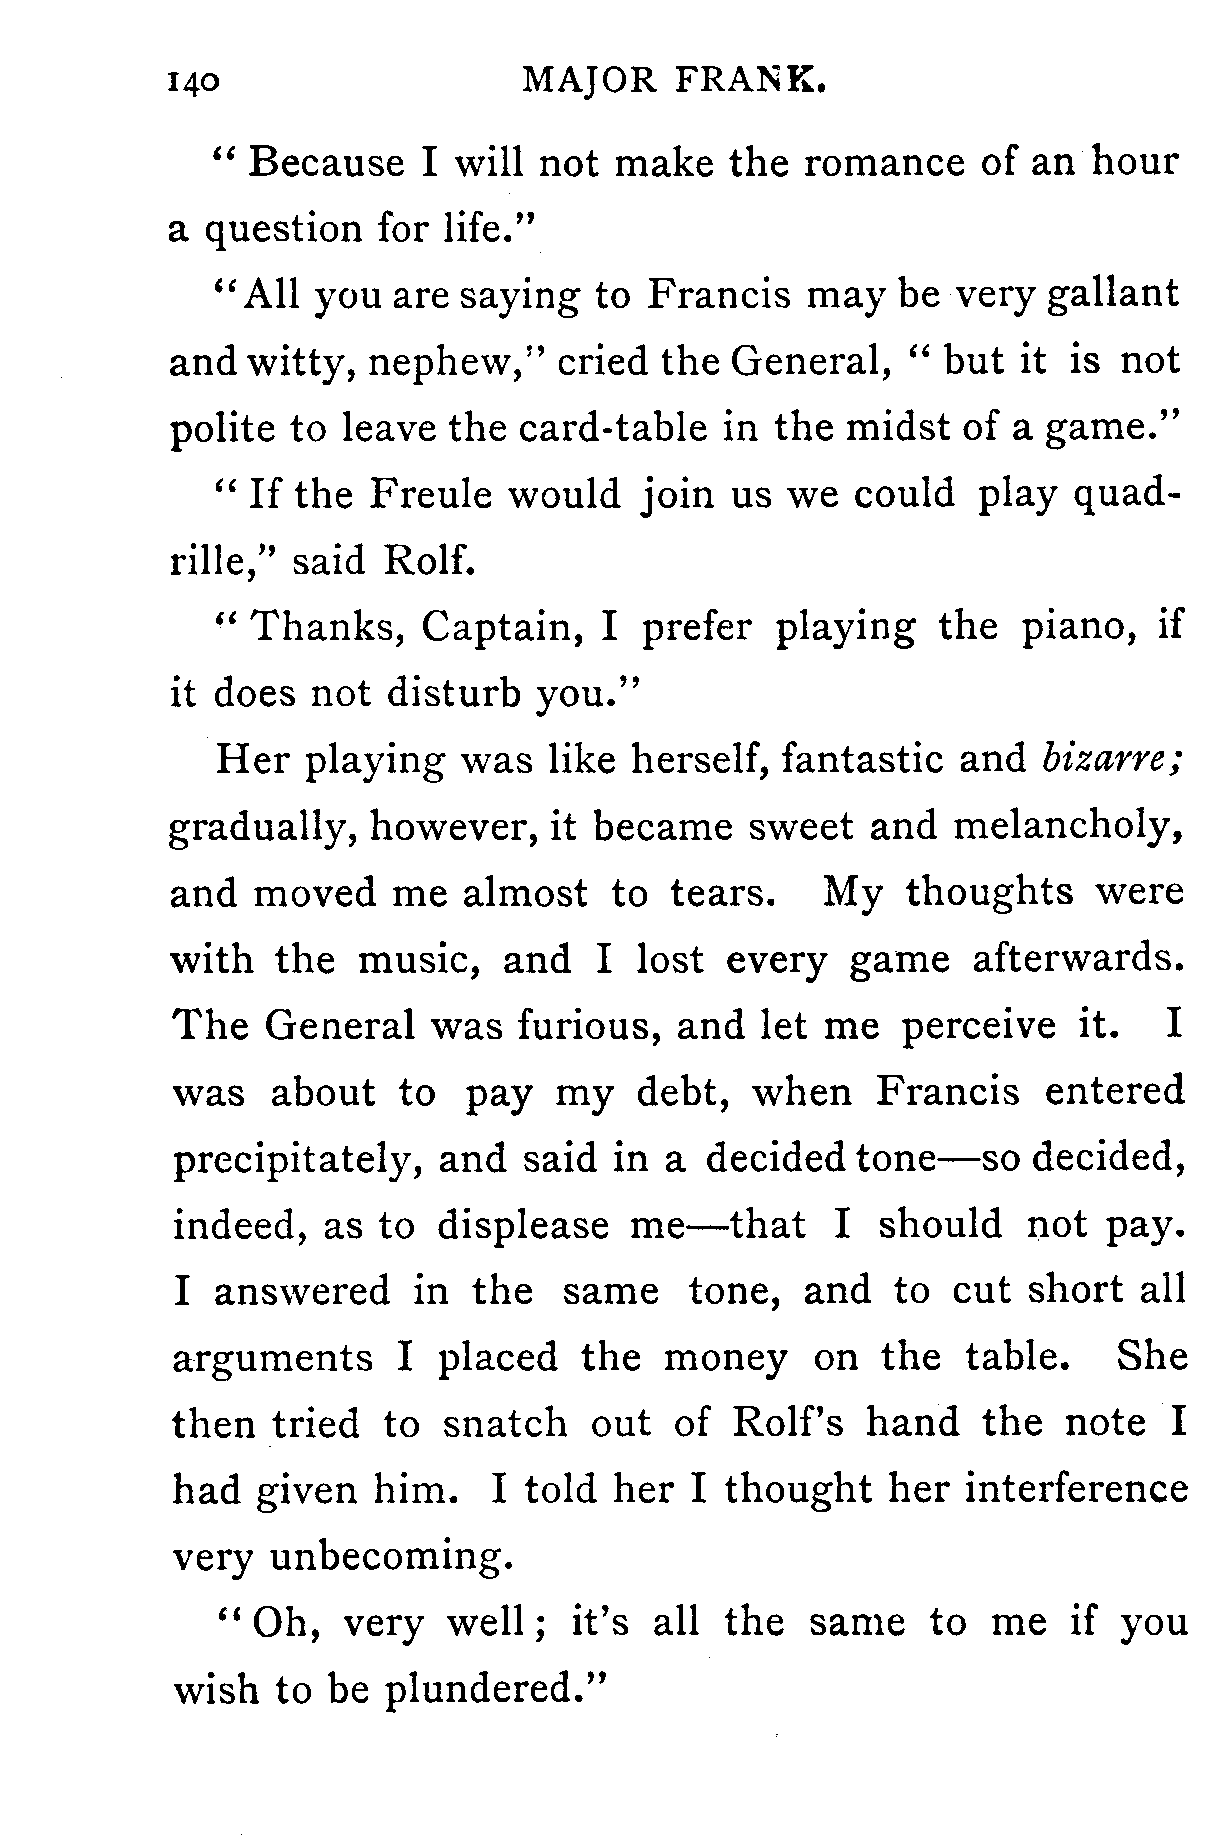 140 MAJOR FRANK.
" Because I will not make the romance of an hour
a question for life."
"All you are saying to Francis may be very gallant
and witty, nephew," cried the General, " but it is not
polite to leave the card-table in the midst of a game."
" If the Freule would join us we could play quad-
rille," said Rolf.
" Thanks, Captain, I prefer playing the piano, if
it does not disturb you."
Her playing was like herself, fantastic and bizarre;
gradually, however, it became sweet and melancholy,
and moved me almost to tears. My thoughts were
with the music, and I lost every game afterwards.
The General was furious, and let me perceive it. I
was about to pay my debt, when Francis entered
precipitately, and said in a decided tone—so decided,
indeed, as to displease me—that I should not pay.
I answered in the same tone, and to cut short all
arguments I placed the money on the table. She
then tried to snatch out of Rolf's hand the note I
had given him. I told her I thought her interference
very unbecoming.
" Oh, very well ; it's all the same to me if you
wish to be plundered."